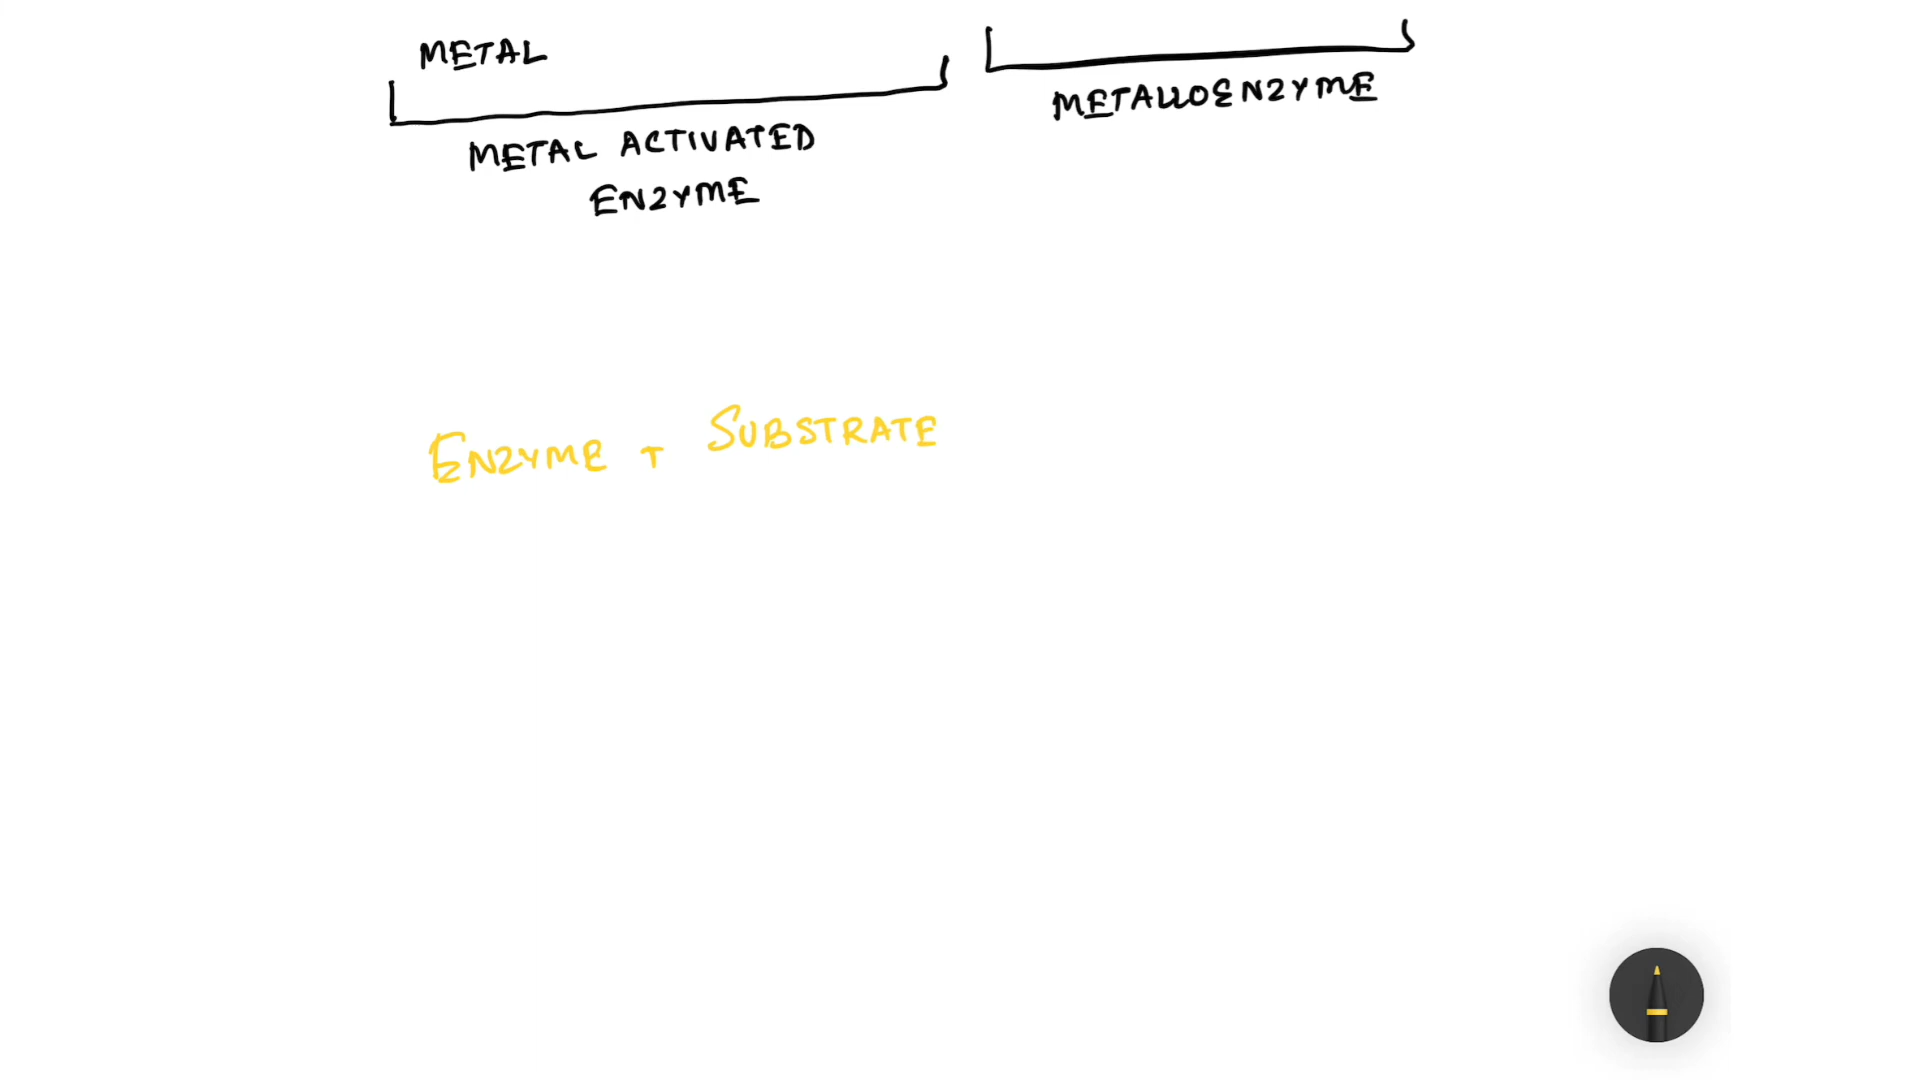 METAL
METALLOENZYME
METAL ACTIVATED
ENZYME
ENZYME + SUBSTRATE